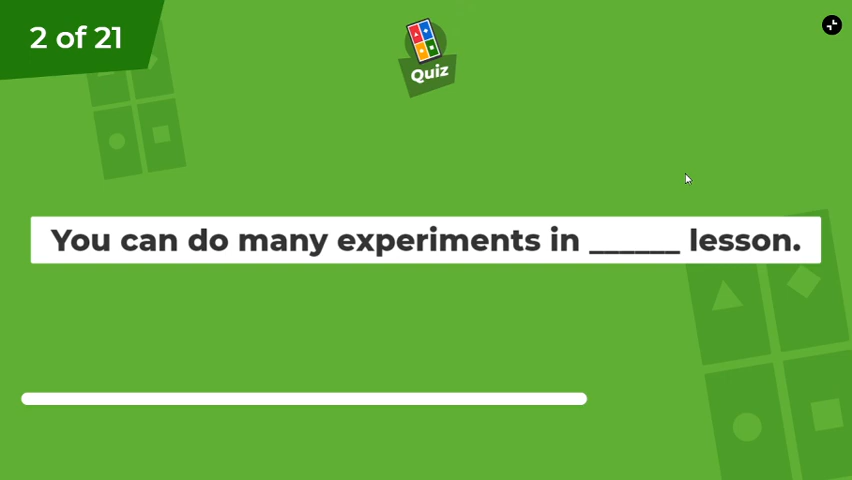 2 of 21
Quiz
You can do many experiments in ______ lesson.